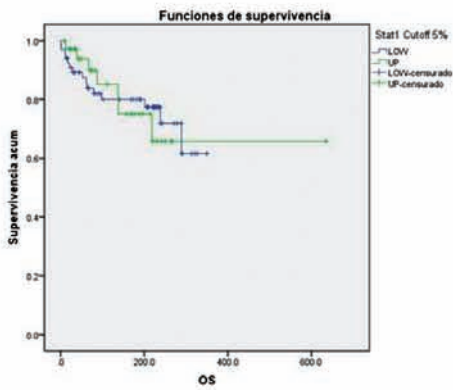 Funciones de supervivencia
Stat1 Cutoff 5%
LOW
UP
LOW-censurado
UP-censurado
Supervivencia acum
1.0
0.8
0.6
0.4
0.2
0.0
.0
200.0
400.0
600.0
OS